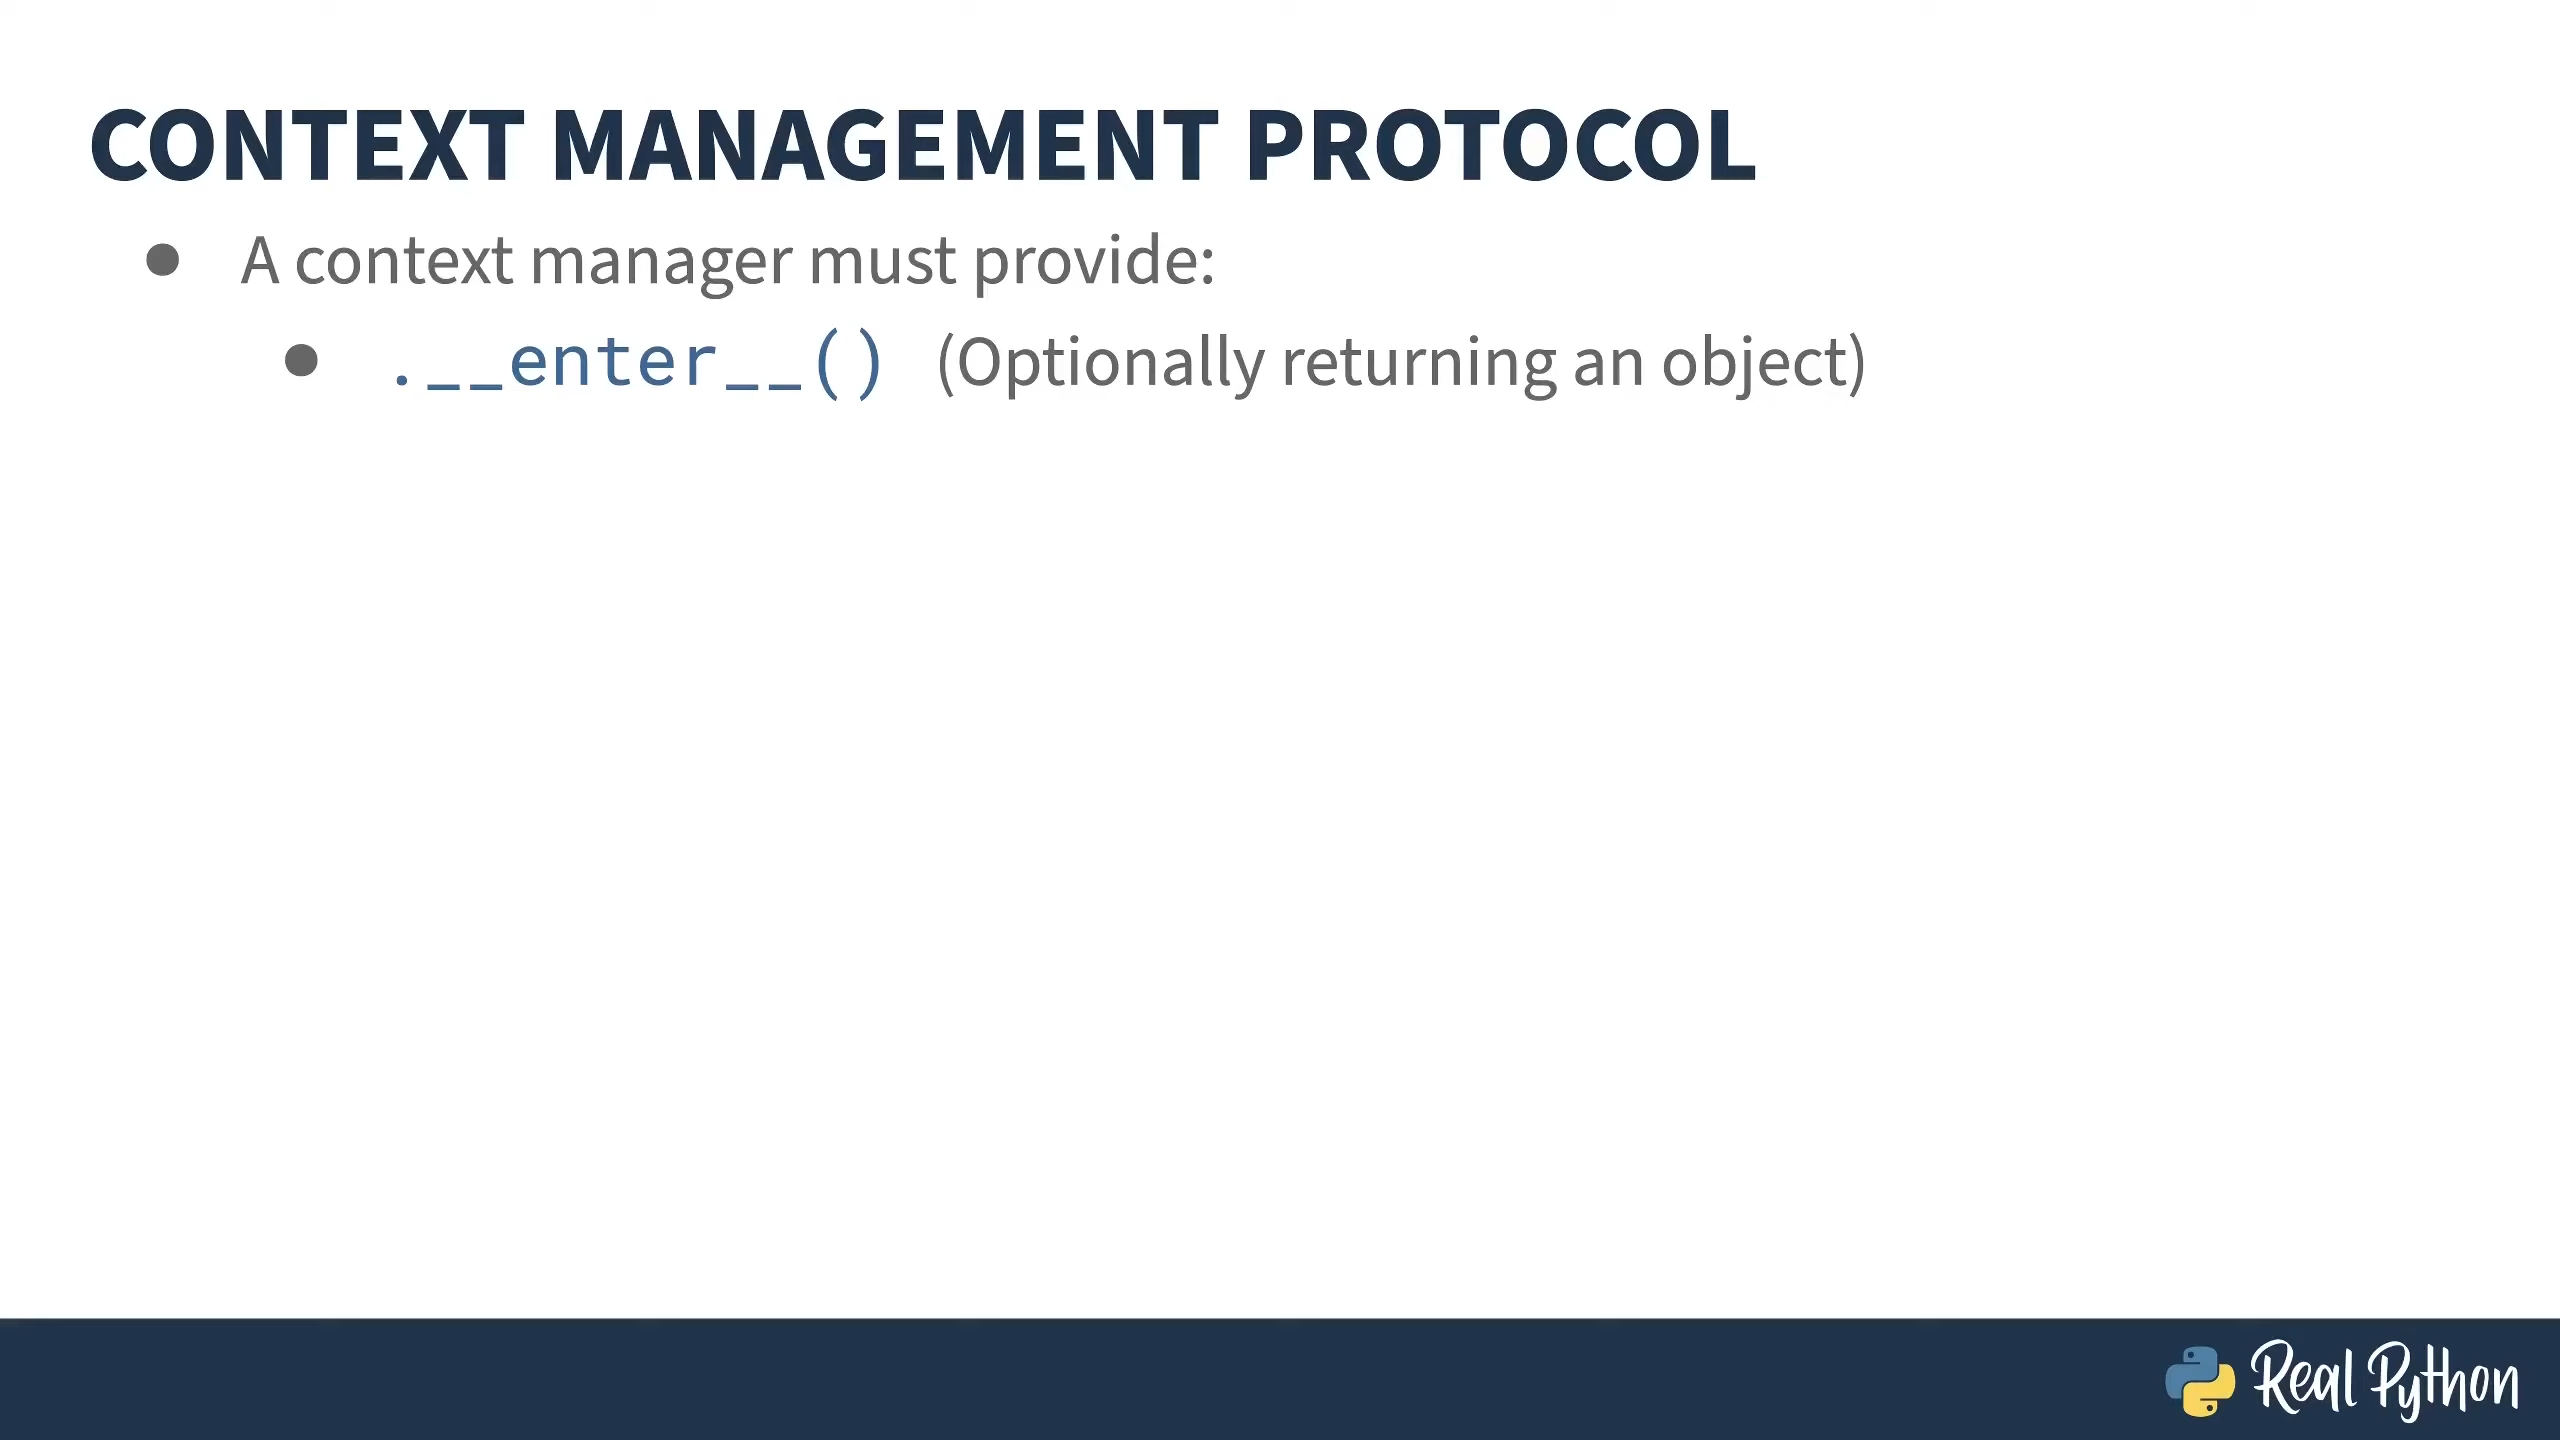 CONTEXT MANAGEMENT PROTOCOL
● A context manager must provide:
● .__enter__() (Optionally returning an object)
Real Python